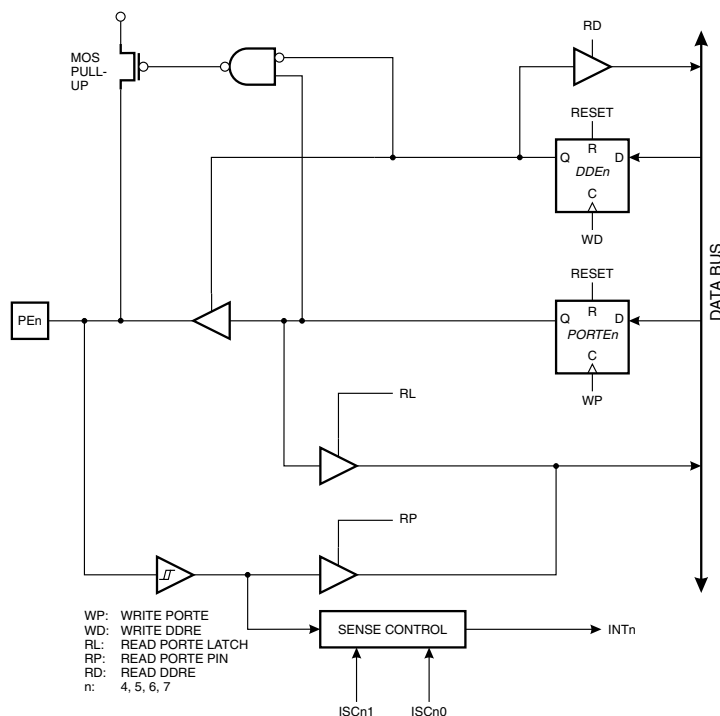 RD
MOS
PULL-
UP
RESET
R
Q D
DDEn
C
WD
DATA BUS
RESET
R
PEn
Q D
PORTEn
C
WP
RL
RP
WP: WRITE PORTE
WD: WRITE DDRE
RL: READ PORTE LATCH
RP: READ PORTE PIN
RD: READ DDRE
n: 4, 5, 6, 7
SENSE CONTROL
INTn
ISCn1 ISCn0